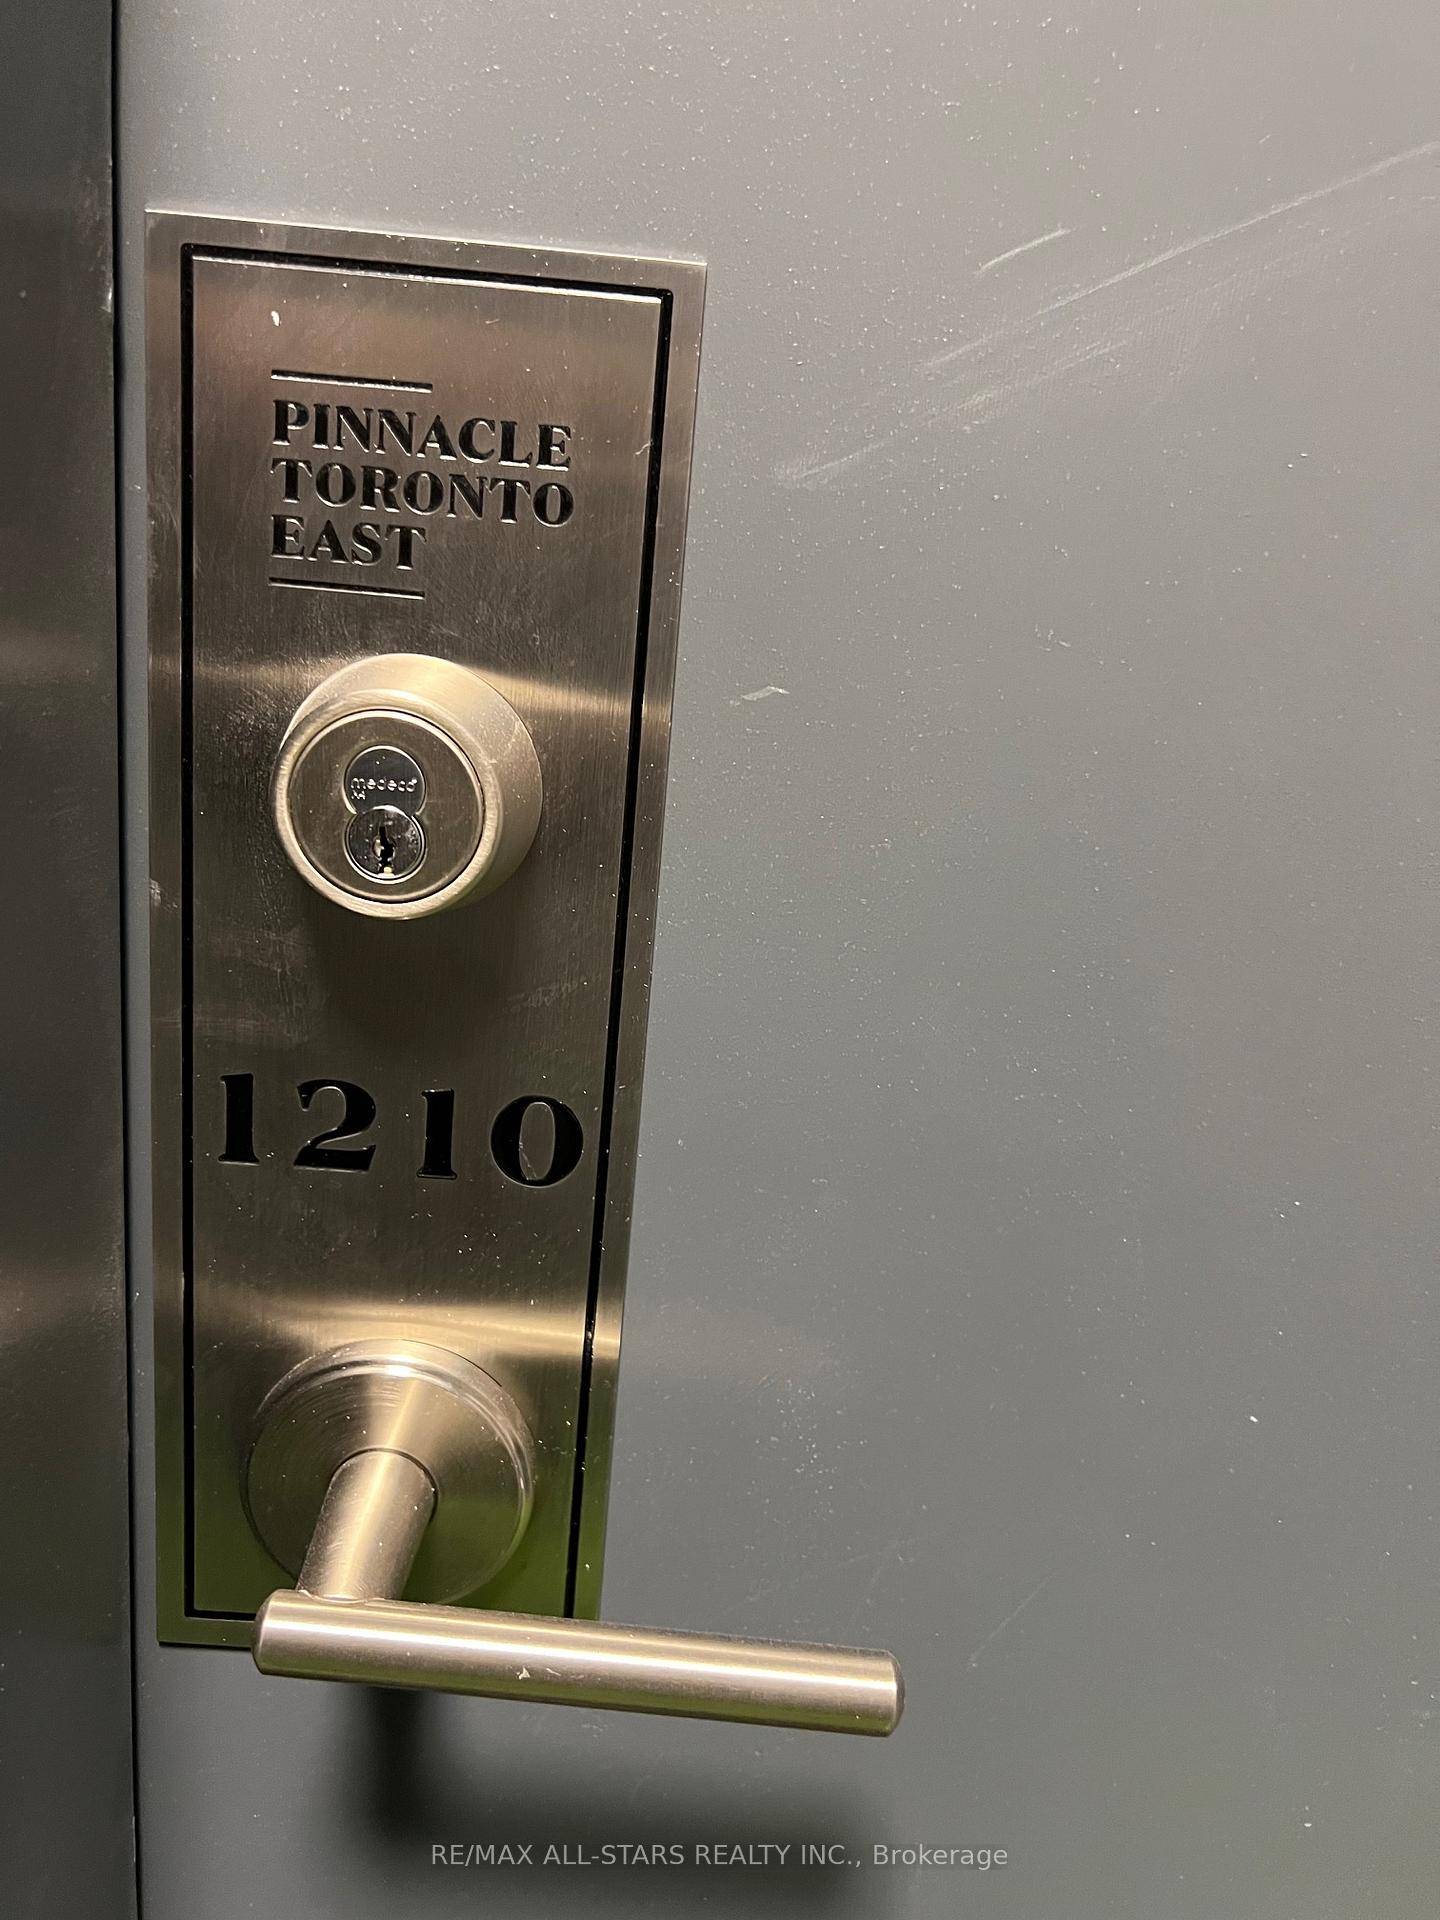 PINNACLE
TORONTO
EAST
medeco
1210
RE/MAX ALL-STARS REALTY INC., Brokerage